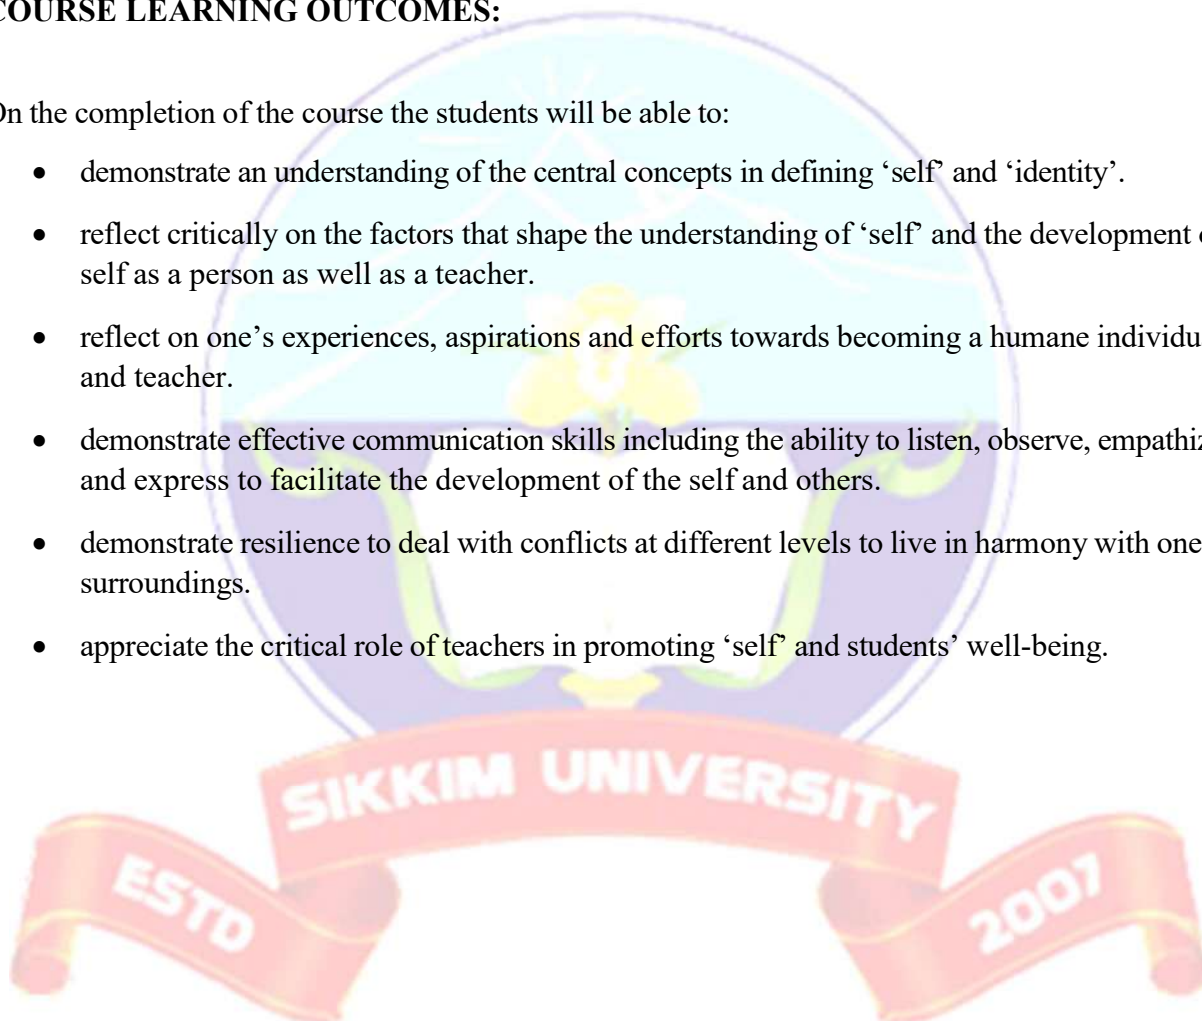 COURSE LEARNING OUTCOMES:
On the completion of the course the students will be able to:
• demonstrate an understanding of the central concepts in defining ‘self’ and ‘identity’.
• reflect critically on the factors that shape the understanding of ‘self’ and the development
self as a person as well as a teacher.
• reflect on one’s experiences, aspirations and efforts towards becoming a humane individu
and teacher.
• demonstrate effective communication skills including the ability to listen, observe, empathiz
and express to facilitate the development of the self and others.
• demonstrate resilience to deal with conflicts at different levels to live in harmony with one
surroundings.
• appreciate the critical role of teachers in promoting ‘self’ and students’ well-being.
SIKKIM UNIVERSITY
ESTD
2007